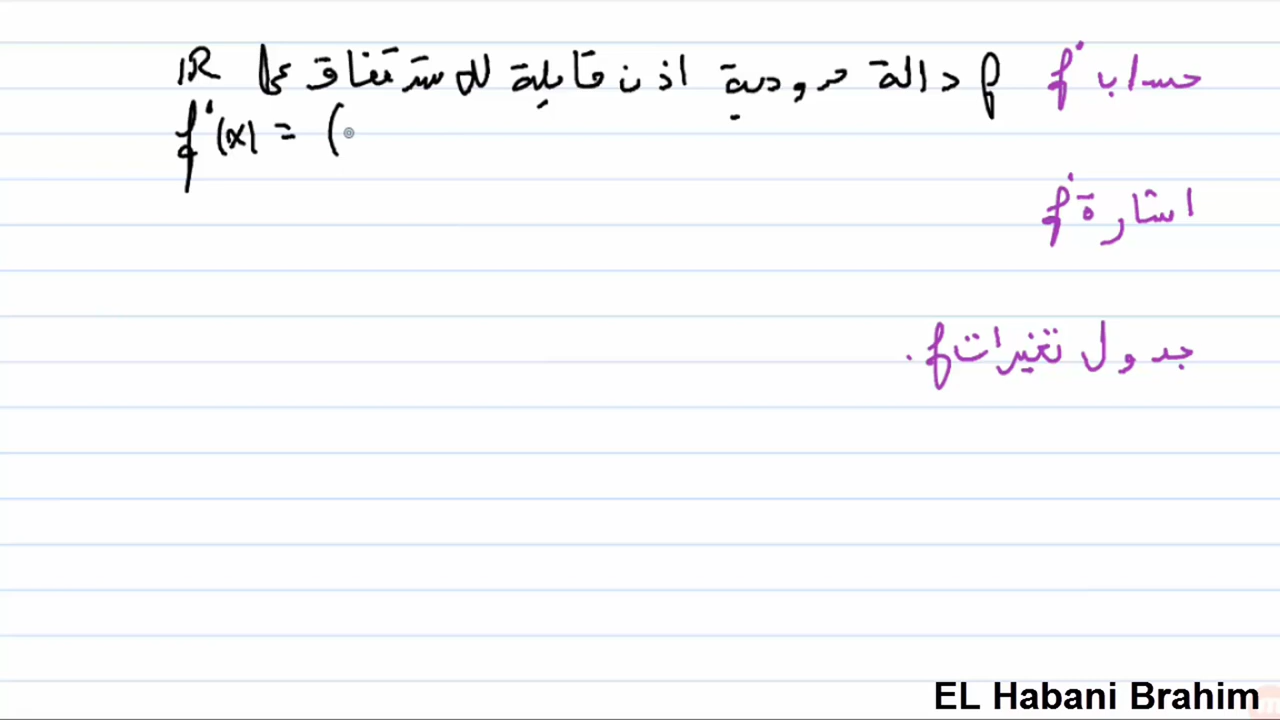 حساب f' f دالة حدودية اذن قابلة للاشتقاق على IR
f'(x) = (
اشارة f'
جدول تغيرات f.
EL Habani Brahim